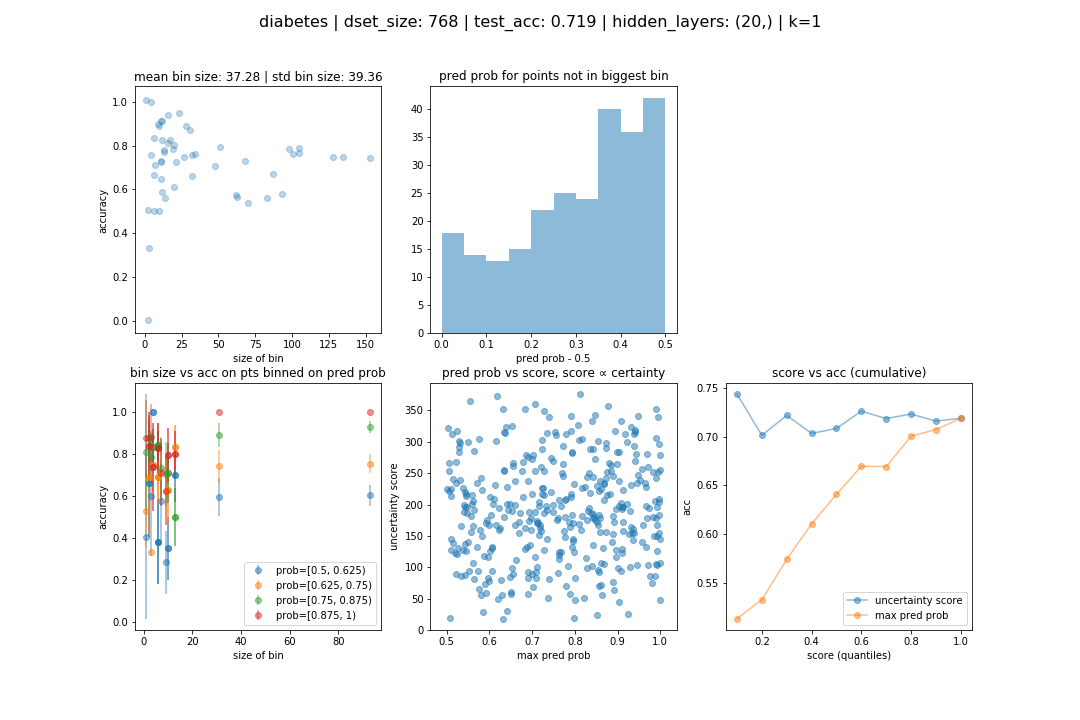 diabetes | dset_size: 768 | test_acc: 0.719 | hidden_layers: (20,) | k=1
mean bin size: 37.28 | std bin size: 39.36
accuracy
1.0
0.8
0.6
0.4
0.2
0.0
0 25 50 75 100 125 150
size of bin
pred prob for points not in biggest bin
40
35
30
25
20
15
10
5
0
0.0 0.1 0.2 0.3 0.4 0.5
pred prob - 0.5
bin size vs acc on pts binned on pred prob
accuracy
1.0
0.8
0.6
0.4
0.2
0.0
prob=[0.5, 0.625)
prob=[0.625, 0.75)
prob=[0.75, 0.875)
prob=[0.875, 1)
0 20 40 60 80
size of bin
pred prob vs score, score ∝ certainty
uncertainty score
350
300
250
200
150
100
50
0
0.5 0.6 0.7 0.8 0.9 1.0
max pred prob
score vs acc (cumulative)
acc
0.75
0.70
0.65
0.60
0.55
uncertainty score
max pred prob
0.2 0.4 0.6 0.8 1.0
score (quantiles)